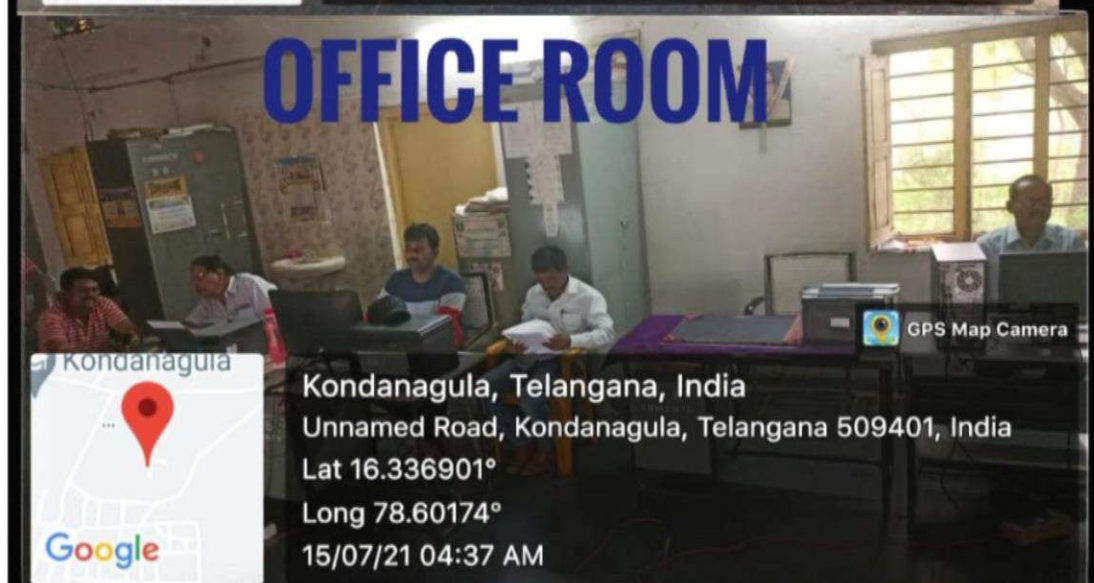 OFFICE ROOM
GPS Map Camera
Kondanagula
Kondanagula, Telangana, India
Unnamed Road, Kondanagula, Telangana 509401, India
Lat 16.336901°
Long 78.60174°
15/07/21 04:37 AM
Google